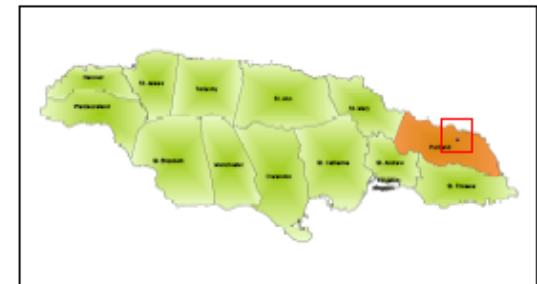 Hanover
St. James
Trelawny
St. Ann
St. Mary
Westmoreland
Portland
St. Elizabeth
Manchester
Clarendon
St. Catherine
St. Andrew
Kingston
St. Thomas